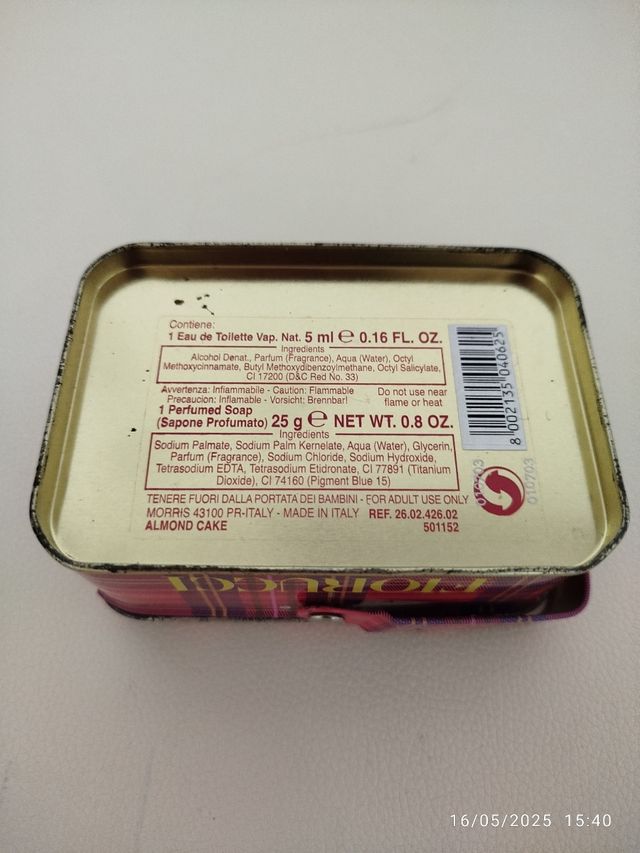 Contiene:
1 Eau de Toilette Vap. Nat. 5 ml e 0.16 FL. OZ.
Ingredients
Alcohol Denat., Parfum (Fragrance), Aqua (Water), Octyl
Methoxycinnamate, Butyl Methoxydibenzoylmethane, Octyl Salicylate,
CI 17200 (D&C Red No. 33)
Avvertenza: Infiammabile - Caution: Flammable
Precaucion: Inflamable - Vorsicht: Brennbar!
Do not use near
flame or heat
1 Perfumed Soap
(Sapone Profumato) 25 g e NET WT. 0.8 OZ.
Ingredients
Sodium Palmate, Sodium Palm Kernelate, Aqua (Water), Glycerin,
Parfum (Fragrance), Sodium Chloride, Sodium Hydroxide,
Tetrasodium EDTA, Tetrasodium Etidronate, CI 77891 (Titanium
Dioxide), CI 74160 (Pigment Blue 15)
TENERE FUORI DALLA PORTATA DEI BAMBINI - FOR ADULT USE ONLY
MORRIS 43100 PR-ITALY - MADE IN ITALY REF. 26.02.426.02
ALMOND CAKE 501152
8 002135 040625
010703
010703
FIORUCCI
16/05/2025 15:40